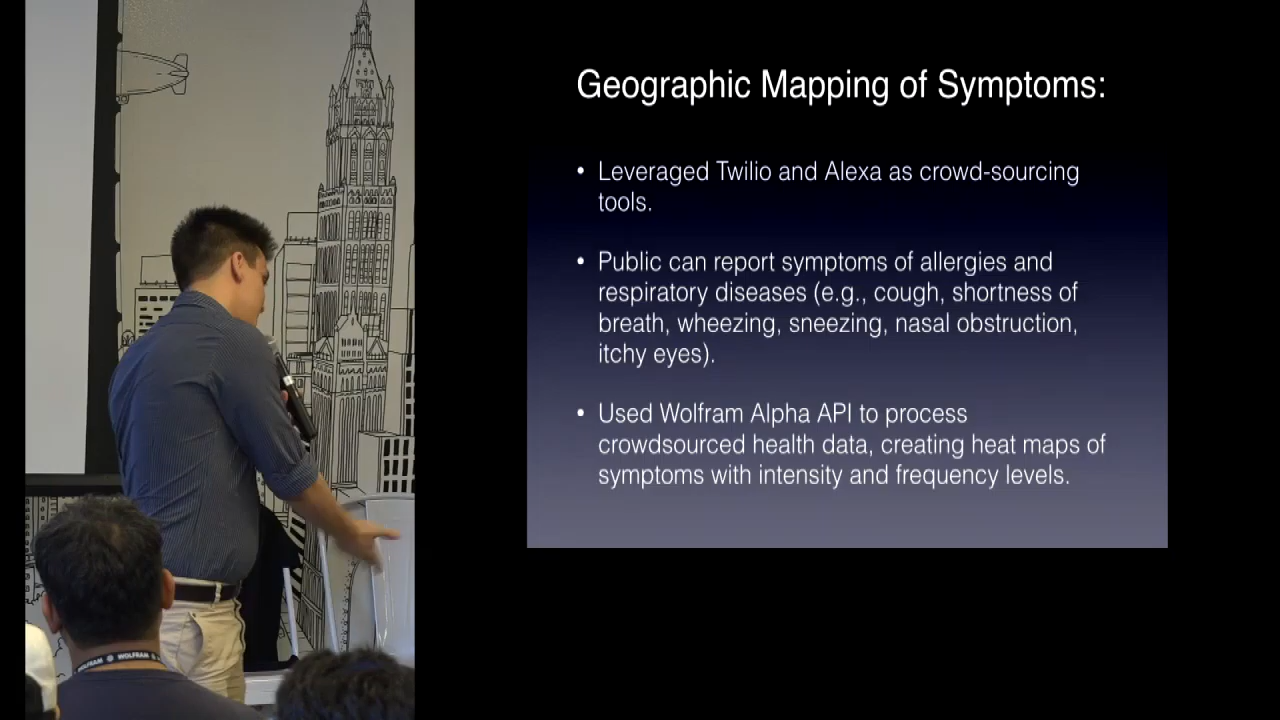 Geographic Mapping of Symptoms:
• Leveraged Twilio and Alexa as crowd-sourcing
tools.
• Public can report symptoms of allergies and
respiratory diseases (e.g., cough, shortness of
breath, wheezing, sneezing, nasal obstruction,
itchy eyes).
• Used Wolfram Alpha API to process
crowdsourced health data, creating heat maps of
symptoms with intensity and frequency levels.
WOLFRAM WOLFRAM